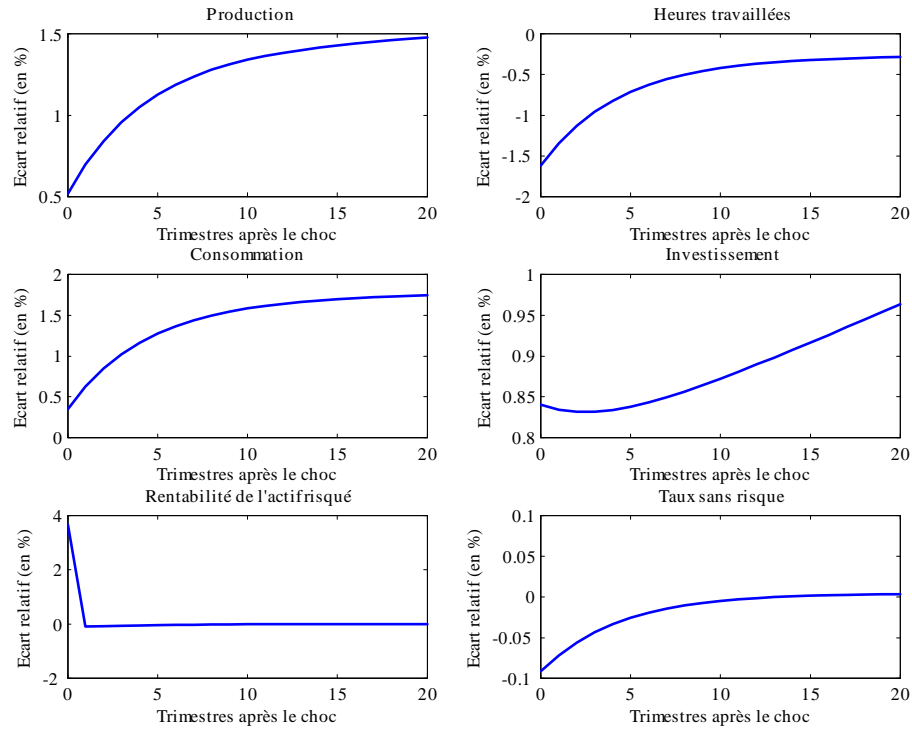 Production
Ecart relatif (en %)
1.5
1
0.5
0 5 10 15 20
Trimestres après le choc
Heures travaillées
Ecart relatif (en %)
0
-0.5
-1
-1.5
-2
0 5 10 15 20
Trimestres après le choc
Consommation
Ecart relatif (en %)
2
1.5
1
0.5
0
0 5 10 15 20
Trimestres après le choc
Investissement
Ecart relatif (en %)
1
0.95
0.9
0.85
0.8
0 5 10 15 20
Trimestres après le choc
Rentabilité de l'actif risqué
Ecart relatif (en %)
4
2
0
-2
0 5 10 15 20
Trimestres après le choc
Taux sans risque
Ecart relatif (en %)
0.1
0.05
0
-0.05
-0.1
0 5 10 15 20
Trimestres après le choc